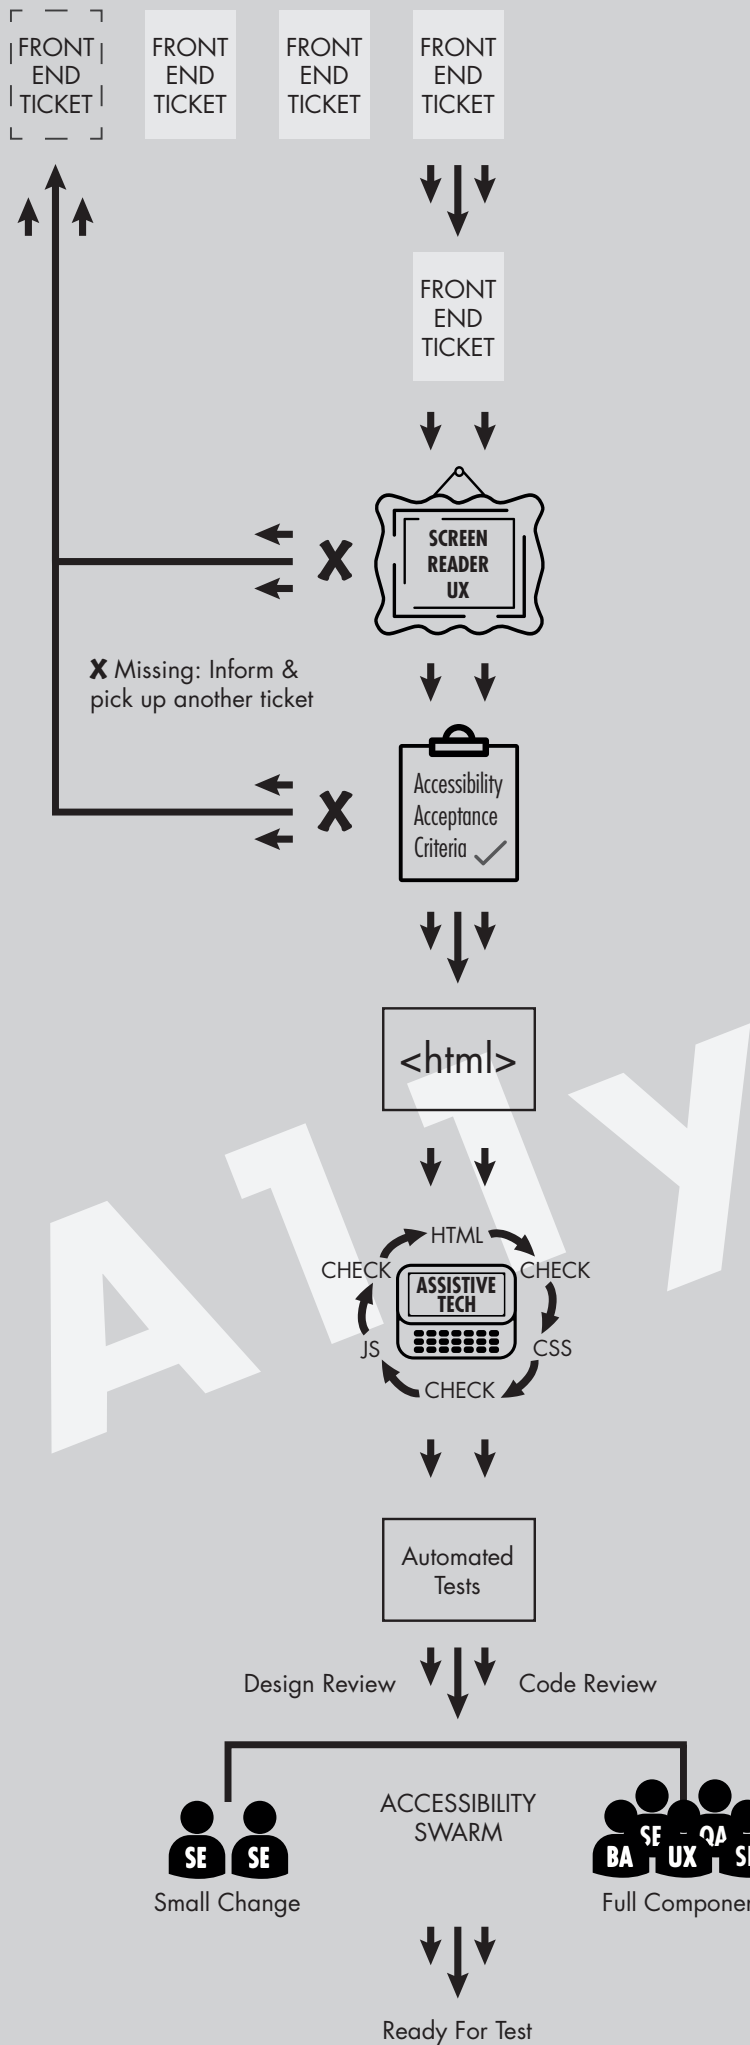 FRONT
END
TICKET
FRONT
END
TICKET
FRONT
END
TICKET
FRONT
END
TICKET
FRONT
END
TICKET
SCREEN
READER
UX
X
X Missing: Inform &
pick up another ticket
Accessibility
Acceptance
Criteria
X
<html>
A11y
HTML
CHECK
CHECK
ASSISTIVE
TECH
JS
CSS
CHECK
Automated
Tests
Design Review
Code Review
ACCESSIBILITY
SWARM
SE
SE
SE
QA
BA
UX
Small Change
Full
Ready For Test